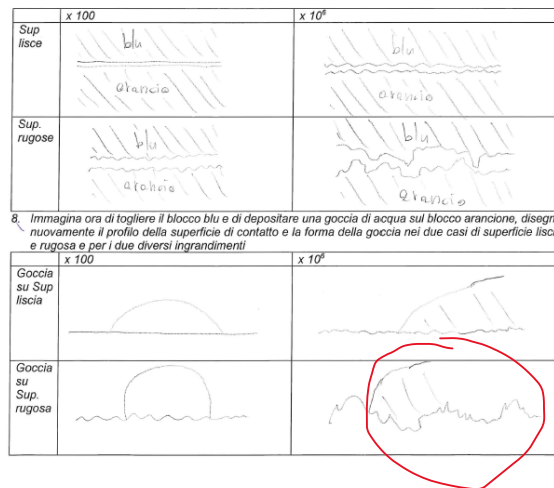 x 100
x 10⁶
Sup
lisce
blu
blu
arancio
arancio
Sup.
rugose
blu
blu
arancio
arancio
8. Immagina ora di togliere il blocco blu e di depositare una goccia di acqua sul blocco arancione, disegn
nuovamente il profilo della superficie di contatto e la forma della goccia nei due casi di superficie lisc
e rugosa e per i due diversi ingrandimenti
x 100
x 10⁶
Goccia
su Sup
liscia
Goccia
su
Sup.
rugosa